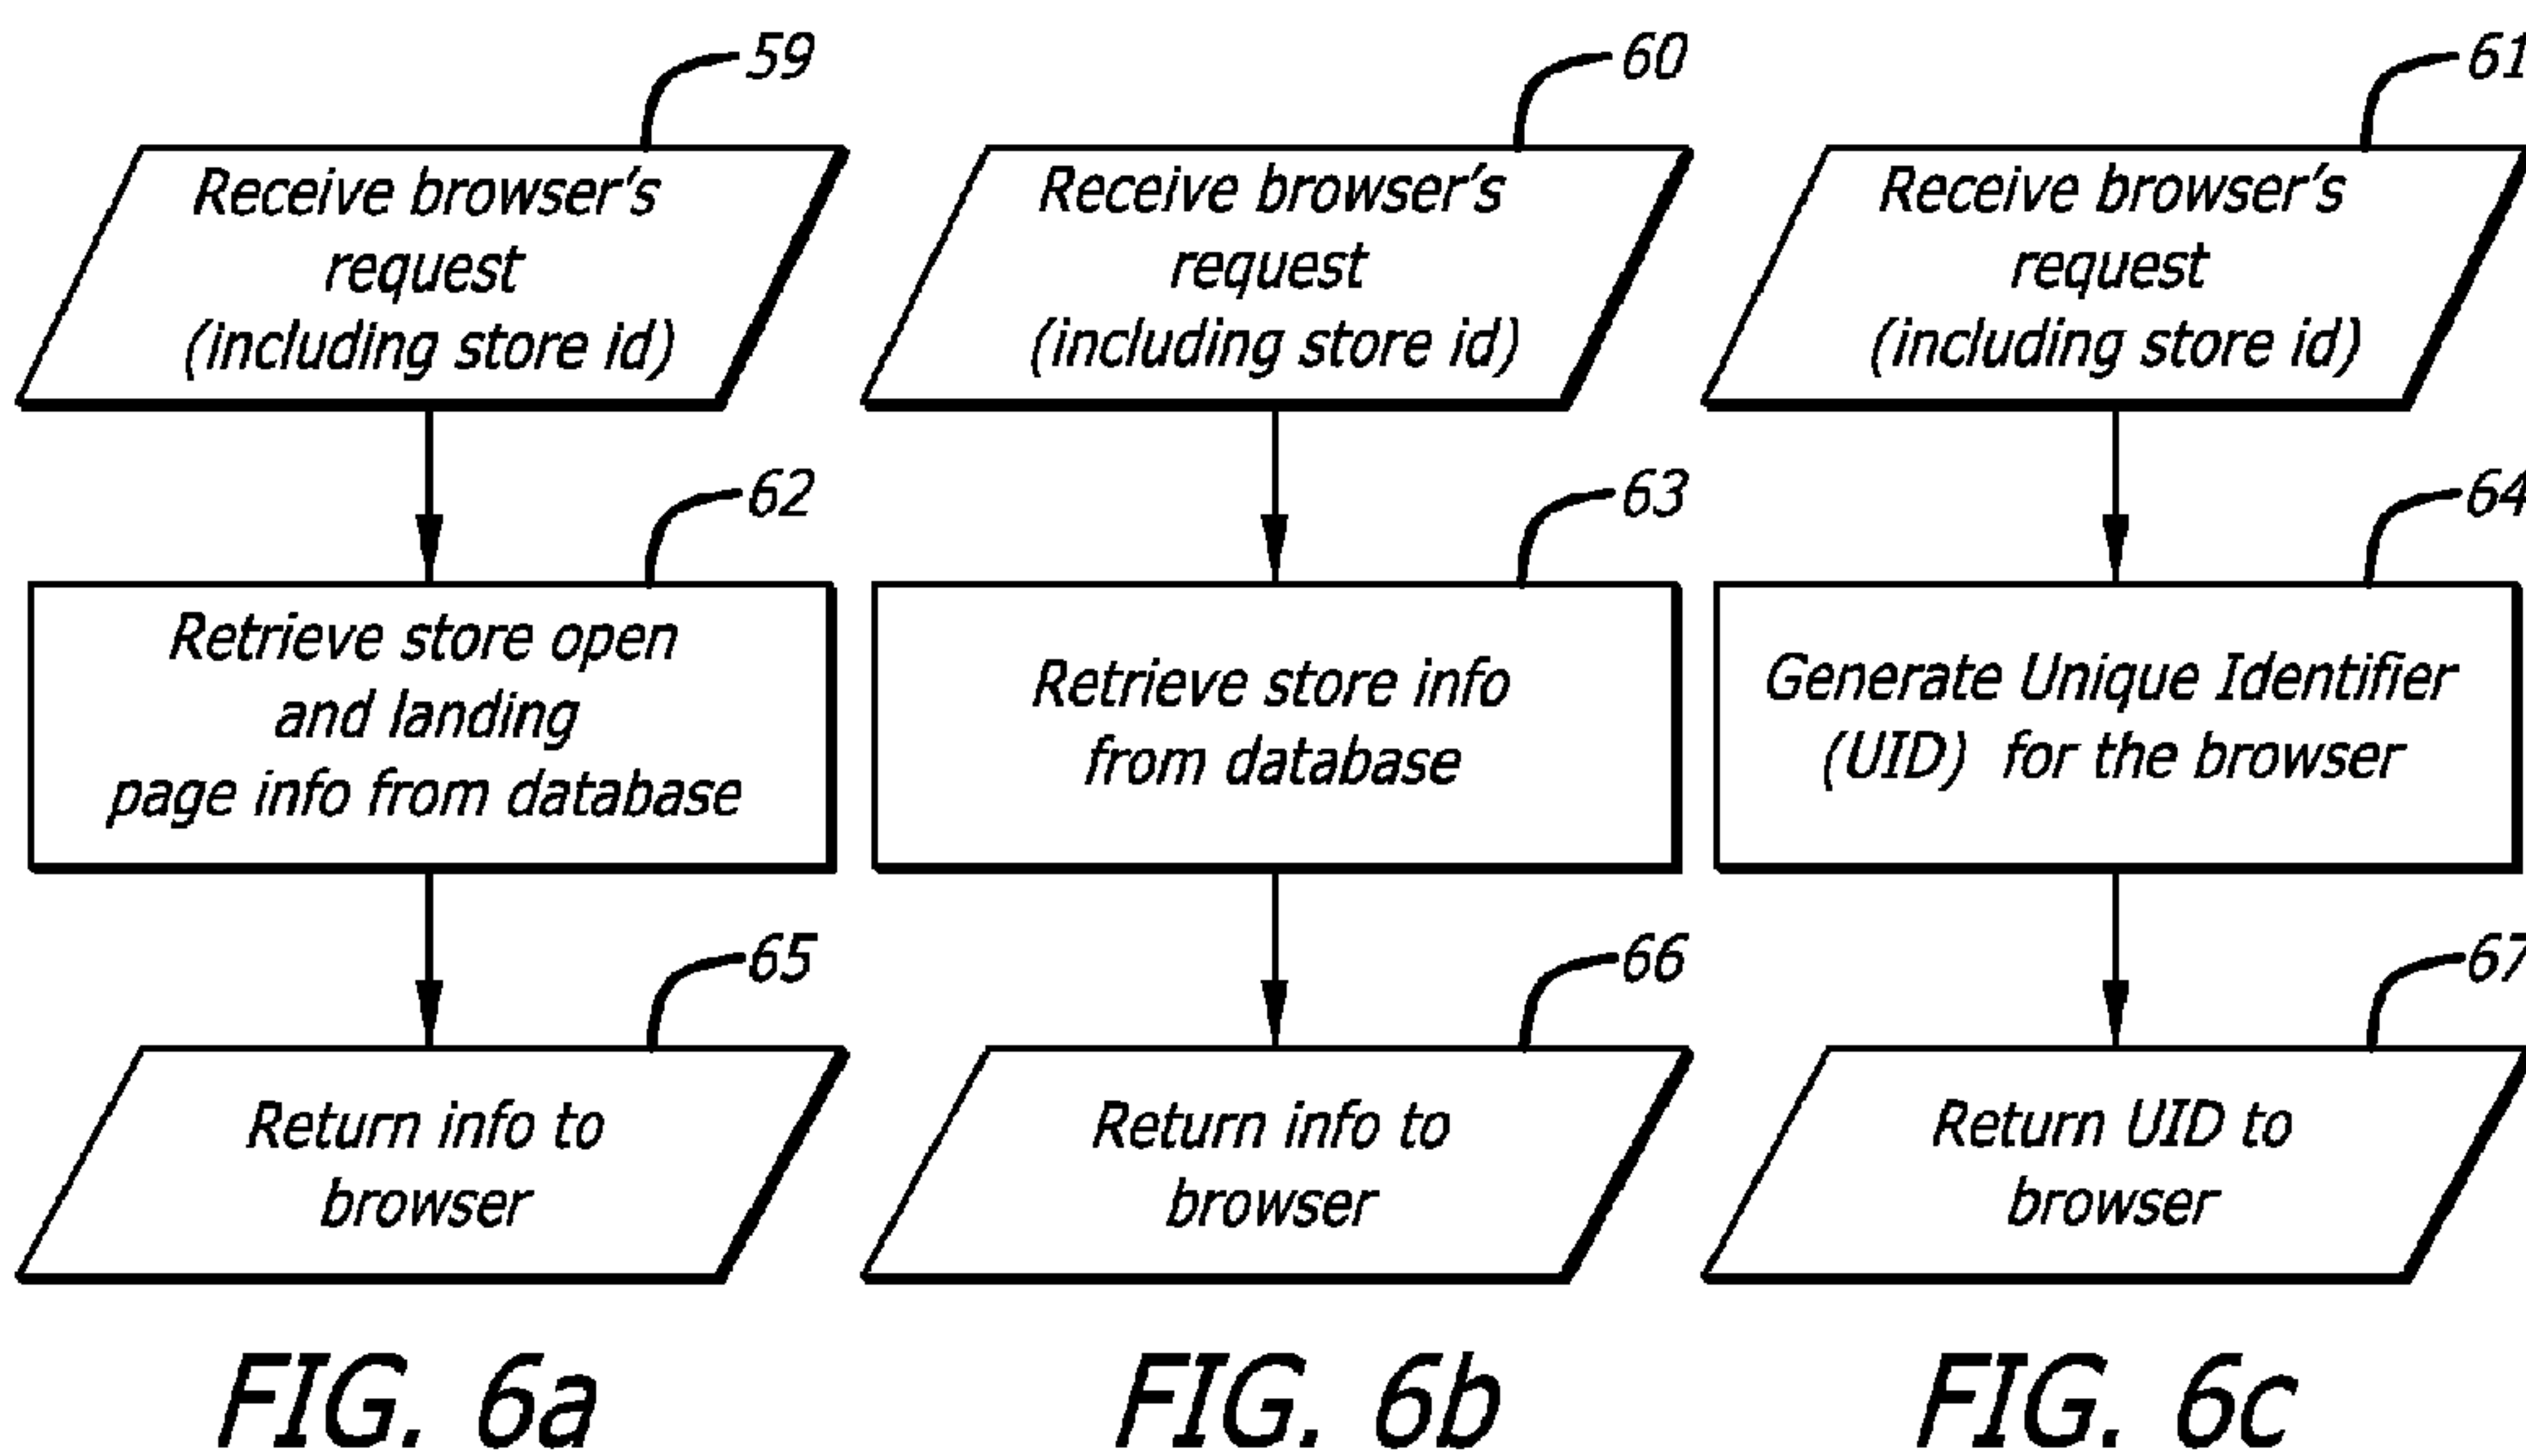 59
Receive browser's
request
(including store id)
62
Retrieve store open
and landing
page info from database
65
Return info to
browser
FIG. 6a
60
Receive browser's
request
(including store id)
63
Retrieve store info
from database
66
Return info to
browser
FIG. 6b
61
Receive browser's
request
(including store id)
64
Generate Unique Identifier
(UID) for the browser
67
Return UID to
browser
FIG. 6c